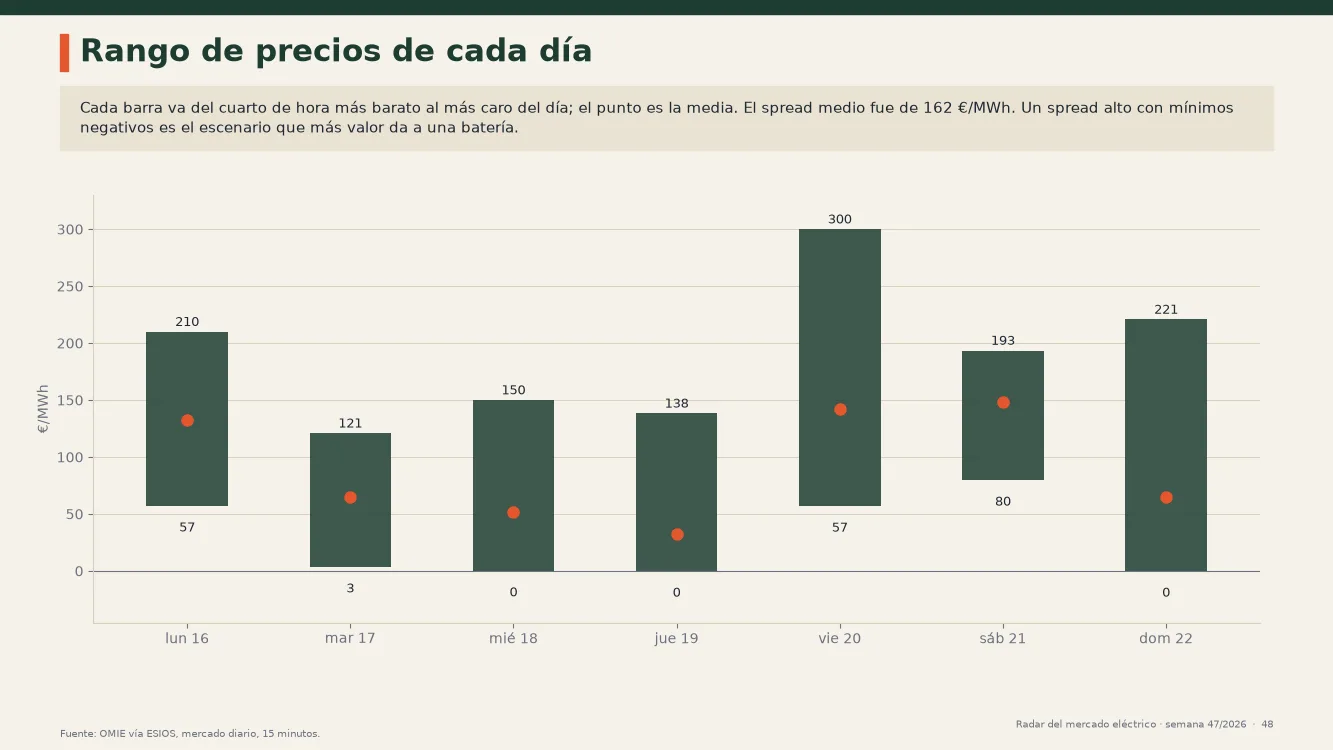 Rango de precios de cada día
Cada barra va del cuarto de hora más barato al más caro del día; el punto es la media. El spread medio fue de 162 €/MWh. Un spread alto con mínimos
negativos es el escenario que más valor da a una batería.
€/MWh
300
250
200
150
100
50
0
210
57
121
3
150
0
138
0
300
57
193
80
221
0
lun 16
mar 17
mié 18
jue 19
vie 20
sáb 21
dom 22
Fuente: OMIE vía ESIOS, mercado diario, 15 minutos.
Radar del mercado eléctrico · semana 47/2026 · 48